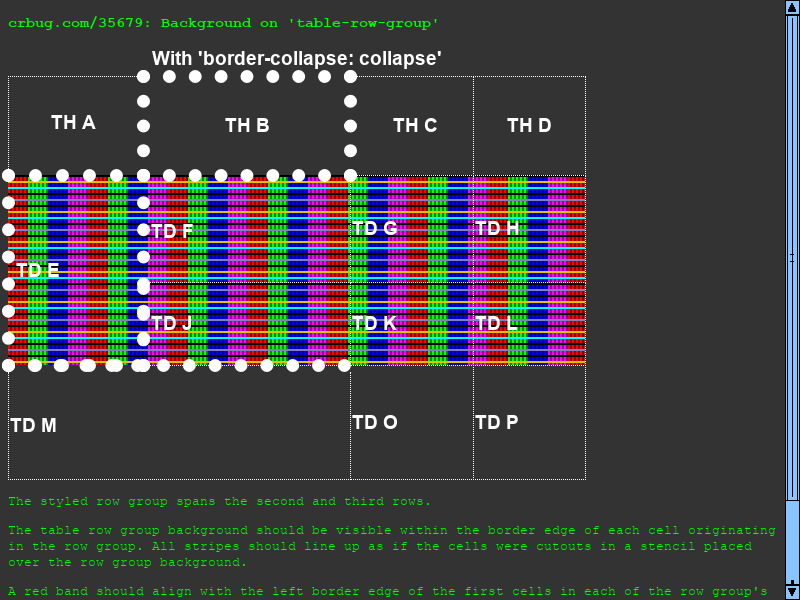 crbug.com/35679: Background on 'table-row-group'
With 'border-collapse: collapse'
TH A
TH B
TH C
TH D
TD E
TD F
TD G
TD H
TD J
TD K
TD L
TD M
TD O
TD P
The styled row group spans the second and third rows.
The table row group background should be visible within the border edge of each cell originating
in the row group. All stripes should line up as if the cells were cutouts in a stencil placed
over the row group background.
A red band should align with the left border edge of the first cells in each of the row group's